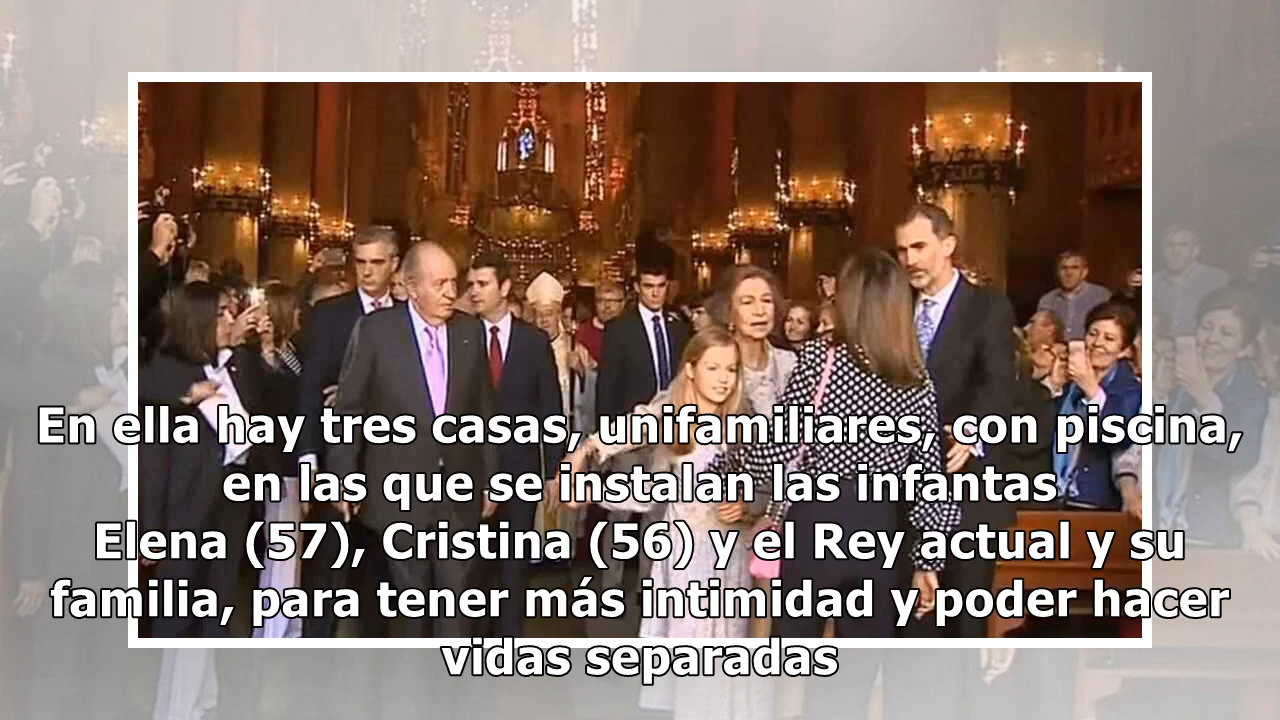 En ella hay tres casas, unifamiliares, con piscina,
en las que se instalan las infantas
Elena (57), Cristina (56) y el Rey actual y su
familia, para tener más intimidad y poder hacer
vidas separadas